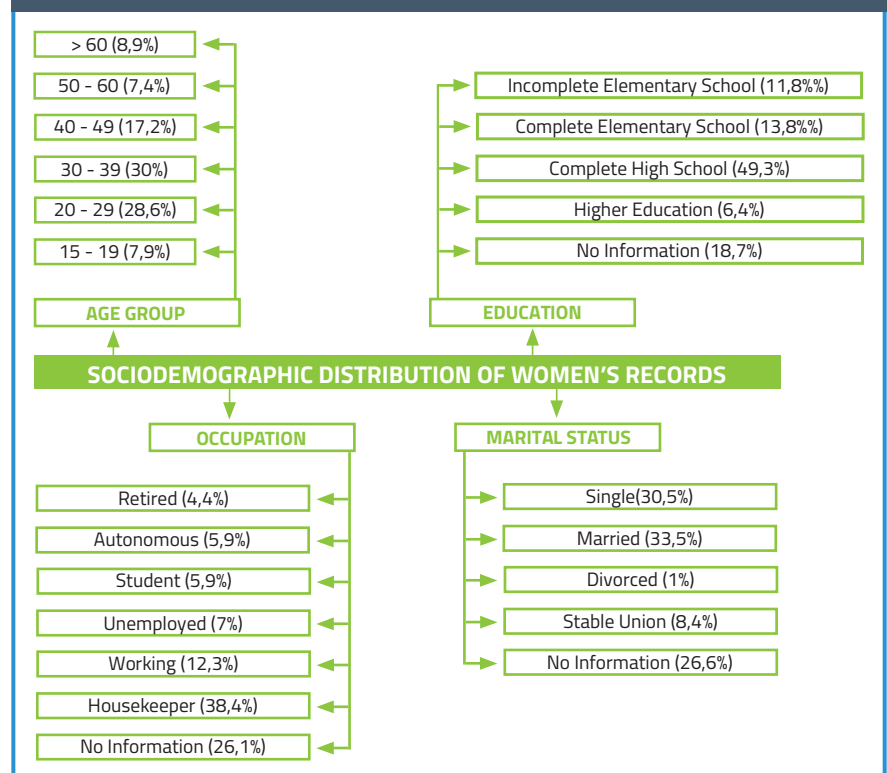 > 60 (8,9%)
50 - 60 (7,4%)
40 - 49 (17,2%)
30 - 39 (30%)
20 - 29 (28,6%)
15 - 19 (7,9%)
AGE GROUP
Incomplete Elementary School (11,8%%)
Complete Elementary School (13,8%%)
Complete High School (49,3%)
Higher Education (6,4%)
No Information (18,7%)
EDUCATION
SOCIODEMOGRAPHIC DISTRIBUTION OF WOMEN'S RECORDS
OCCUPATION
Retired (4,4%)
Autonomous (5,9%)
Student (5,9%)
Unemployed (7%)
Working (12,3%)
Housekeeper (38,4%)
No Information (26,1%)
MARITAL STATUS
Single(30,5%)
Married (33,5%)
Divorced (1%)
Stable Union (8,4%)
No Information (26,6%)